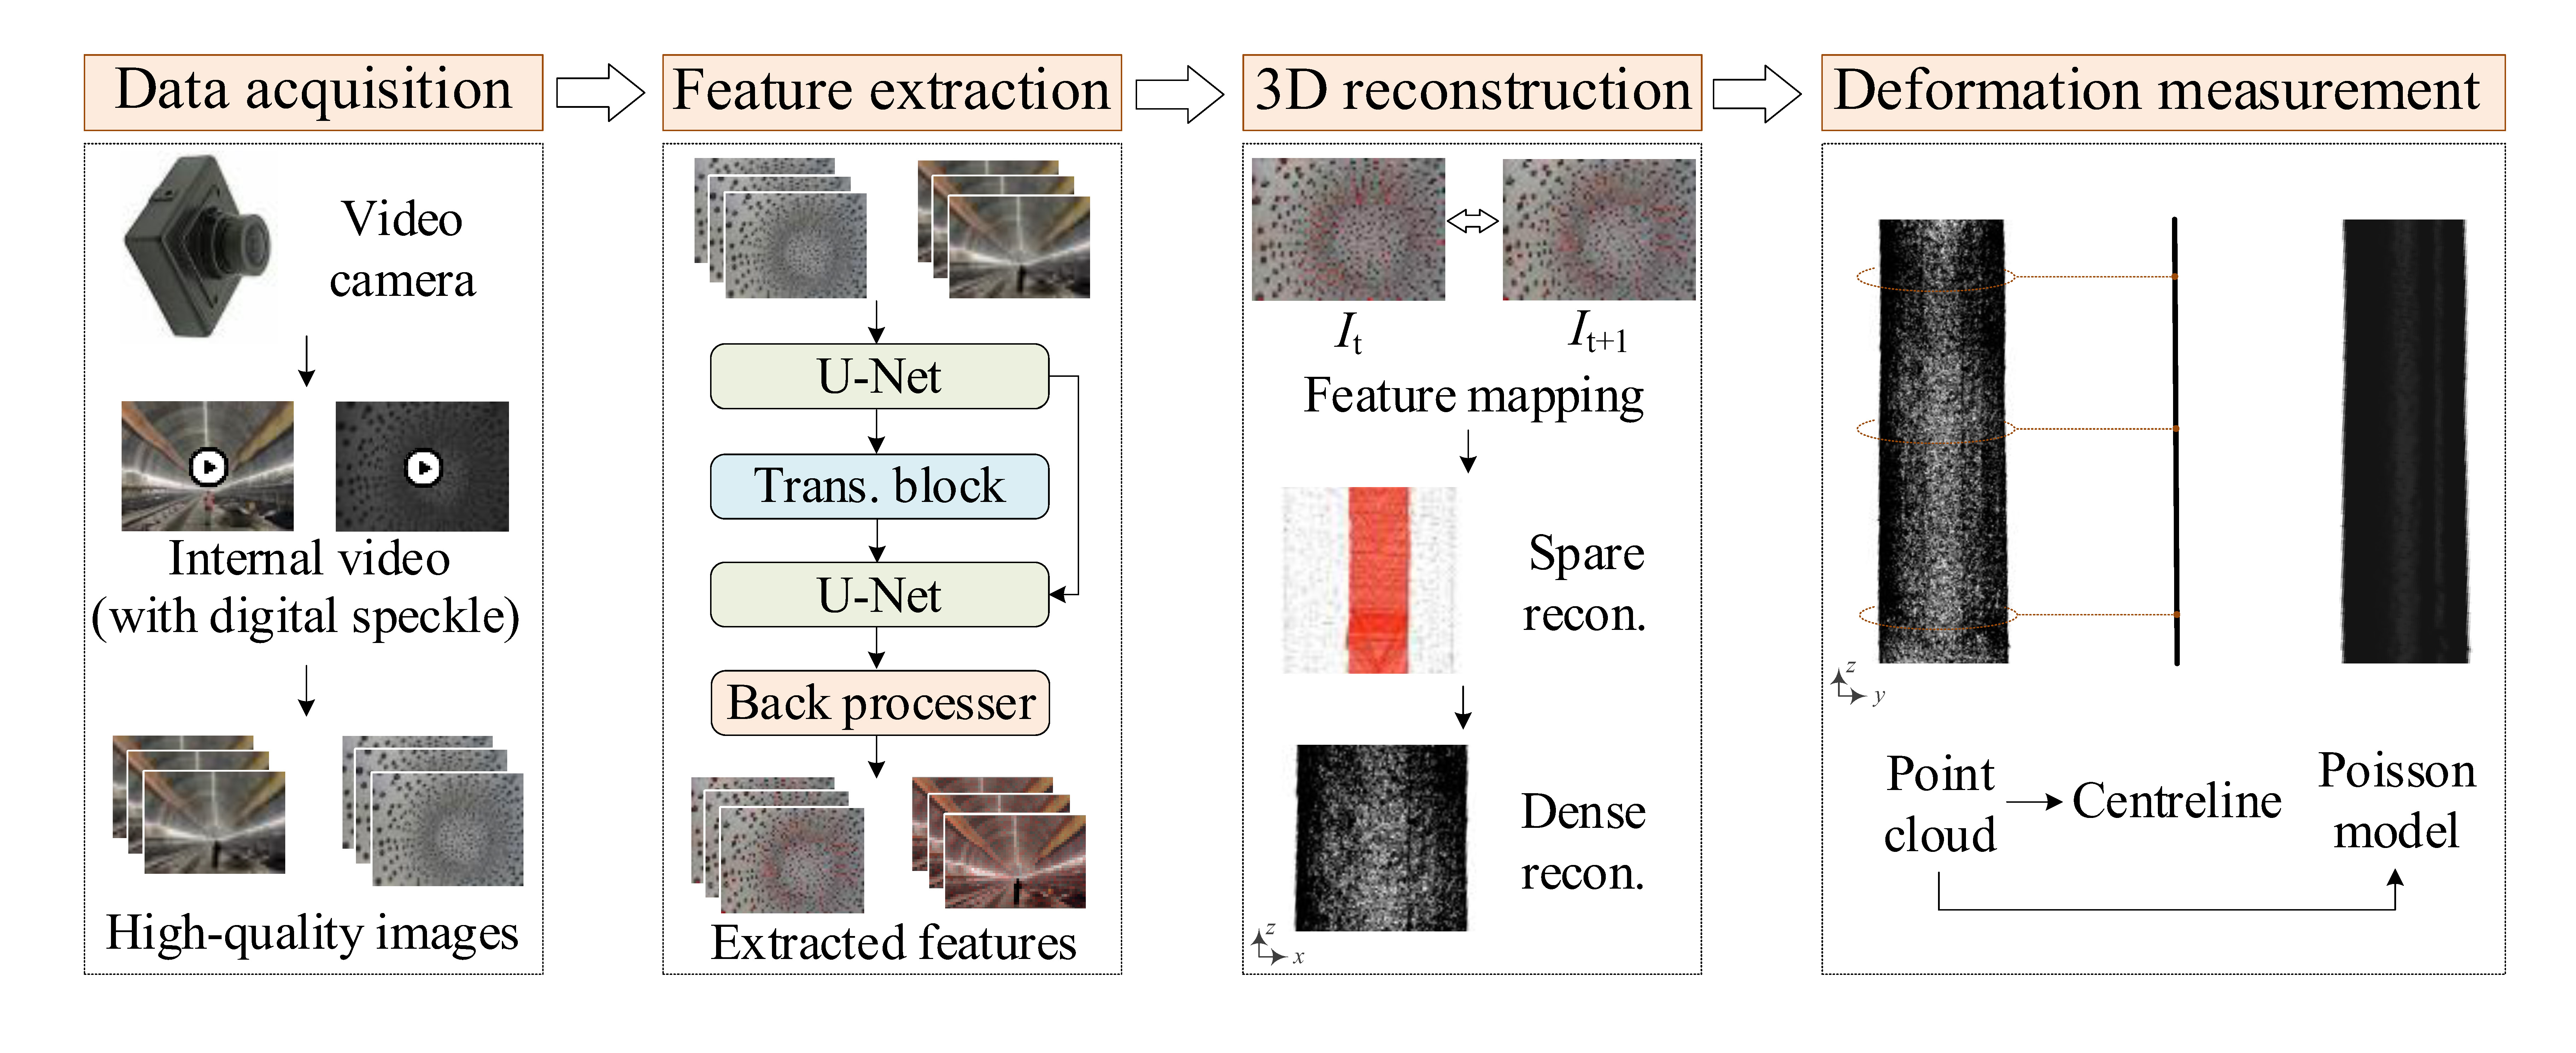 Data acquisition
Feature extraction
3D reconstruction
Deformation measurement
Video
camera
Internal video
(with digital speckle)
High-quality images
U-Net
Trans. block
U-Net
Back processer
Extracted features
It
It+1
Feature mapping
Spare
recon.
Dense
recon.
z
x
z
y
Point
cloud
Centreline
Poisson
model